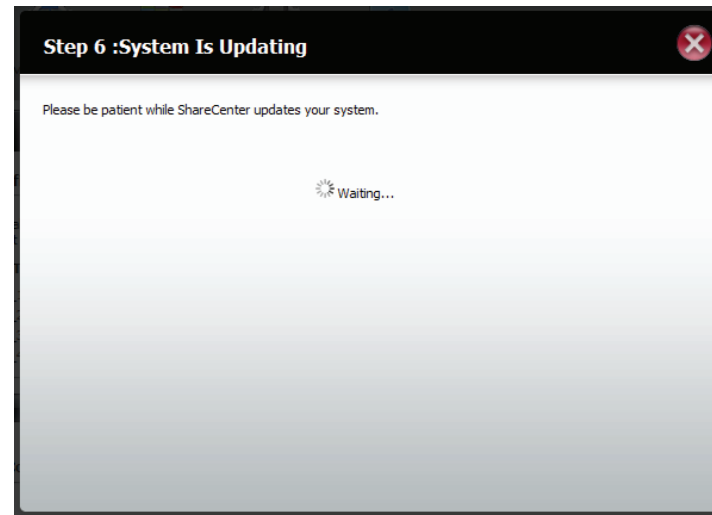 Step 6 :System Is Updating
Please be patient while ShareCenter updates your system.
Waiting...